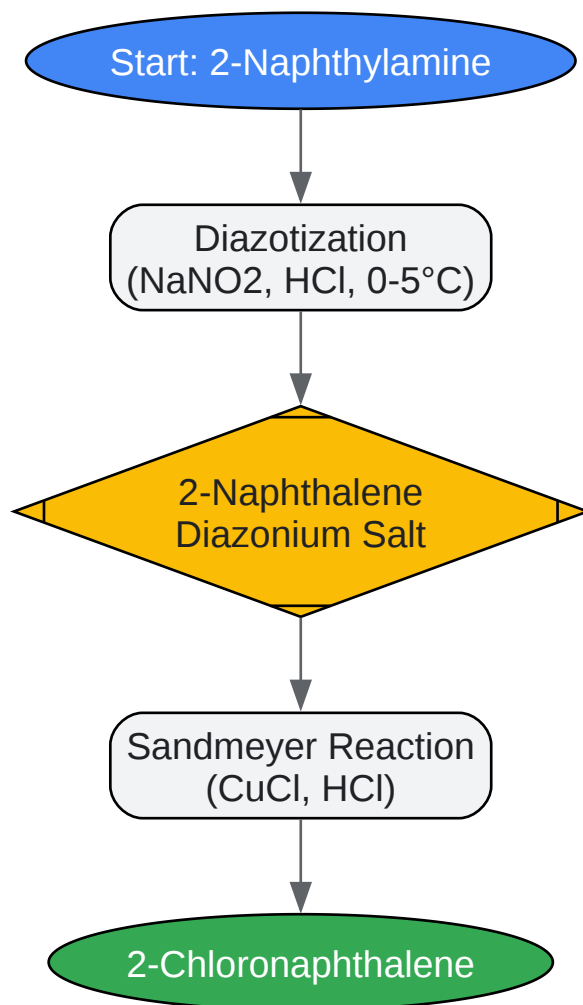 Start: 2-Naphthylamine
Diazotization
(NaNO2, HCl, 0-5°C)
2-Naphthalene
Diazonium Salt
Sandmeyer Reaction
(CuCl, HCl)
2-Chloronaphthalene